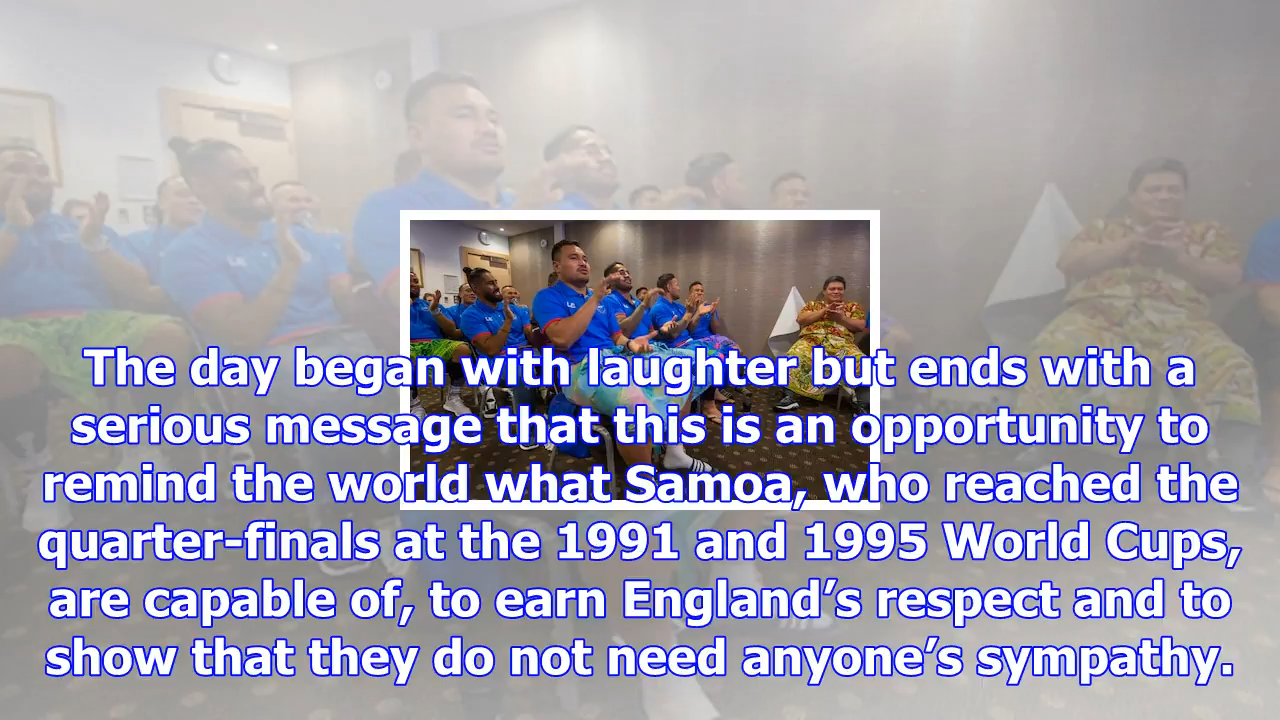 The day began with laughter but ends with a
serious message that this is an opportunity to
remind the world what Samoa, who reached the
quarter-finals at the 1991 and 1995 World Cups,
are capable of, to earn England’s respect and to
show that they do not need anyone’s sympathy.